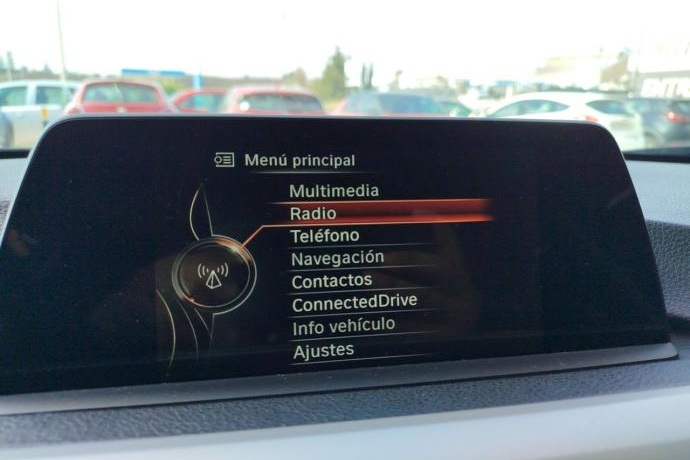 Menú principal
Multimedia
Radio
Teléfono
Navegación
Contactos
ConnectedDrive
Info vehículo
Ajustes